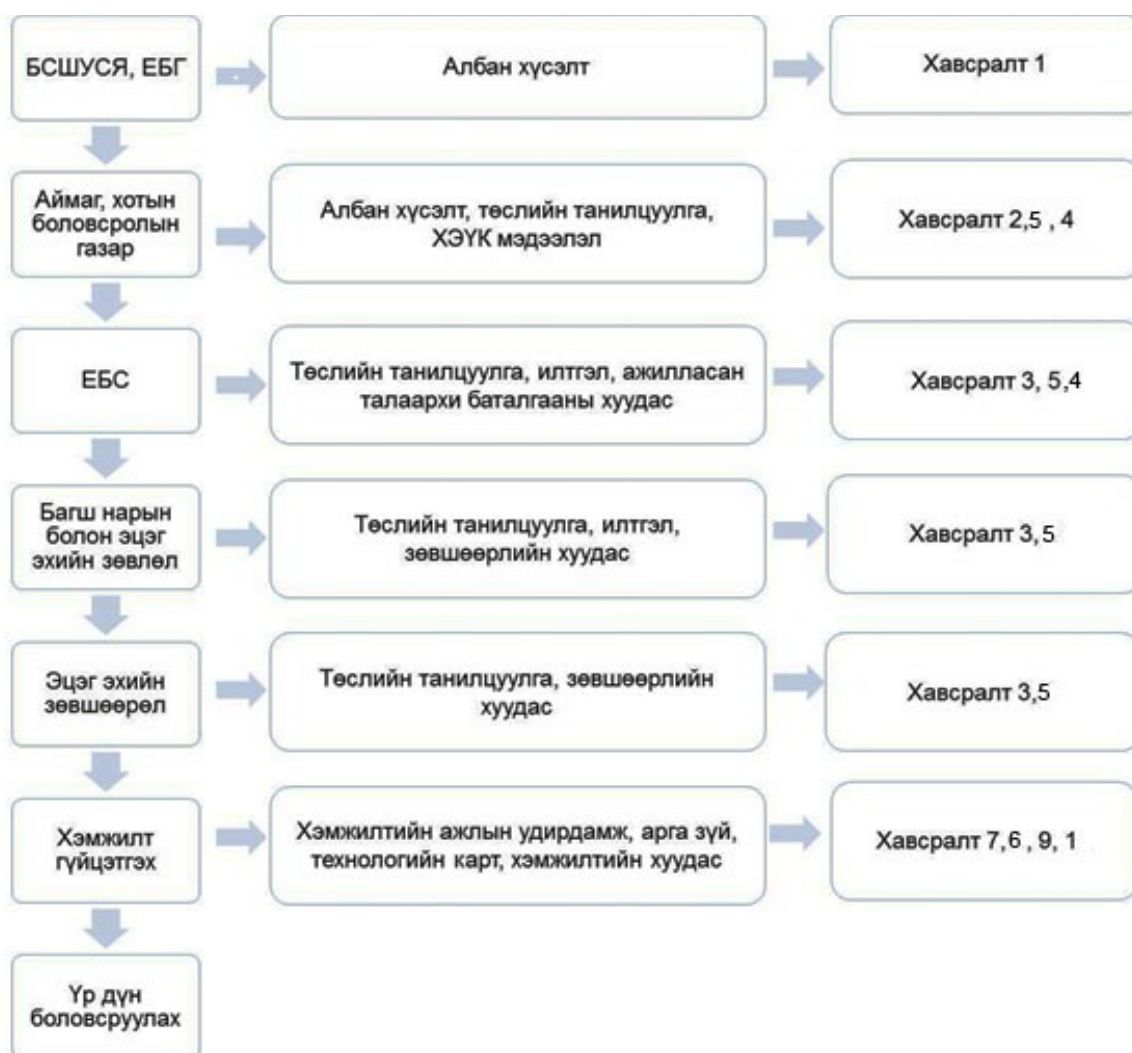 БСШУСЯ, ЕБГ
Албан хүсэлт
Хавсралт 1
Аймаг, хотын
боловсролын
газар
Албан хүсэлт, төслийн танилцуулга,
ХЭҮК мэдээлэл
Хавсралт 2,5 , 4
ЕБС
Төслийн танилцуулга, илтгэл, ажилласан
талаархи баталгааны хуудас
Хавсралт 3, 5,4
Багш нарын
болон эцэг
эхийн зөвлөл
Төслийн танилцуулга, илтгэл,
зөвшөөрлийн хуудас
Хавсралт 3,5
Эцэг эхийн
зөвшөөрөл
Төслийн танилцуулга, зөвшөөрлийн
хуудас
Хавсралт 3,5
Хэмжилт
гүйцэтгэх
Хэмжилтийн ажлын удирдамж, арга зүй,
технологийн карт, хэмжилтийн хуудас
Хавсралт 7,6 , 9, 1
Үр дүн
боловсруулах